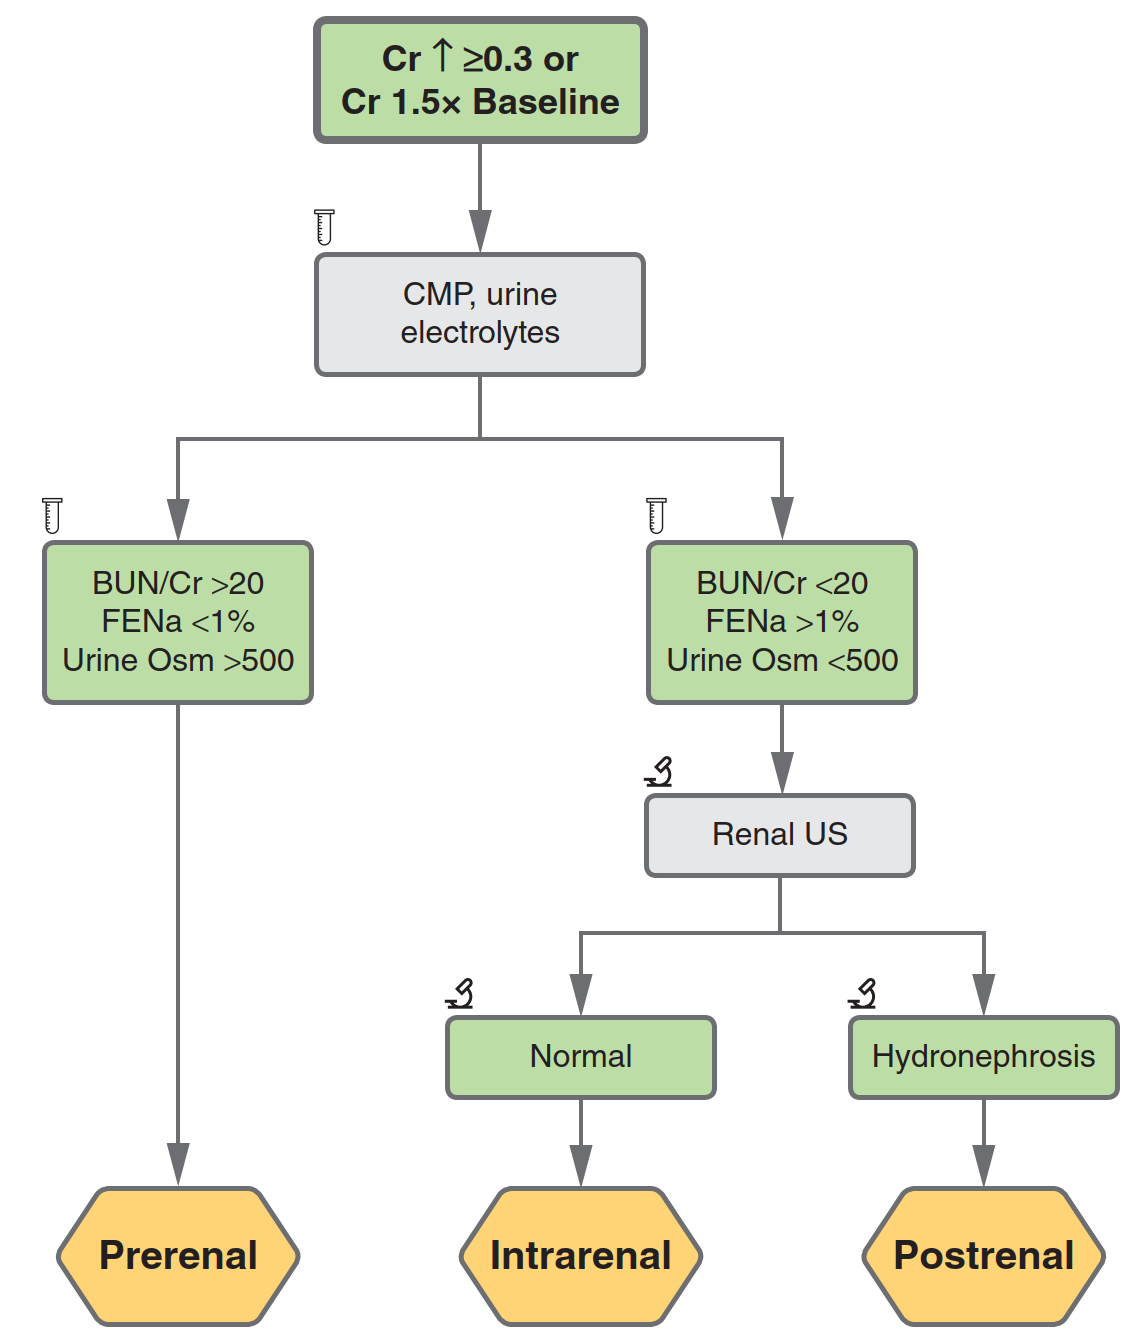 Cr ↑ ≥0.3 or
Cr 1.5× Baseline
CMP, urine
electrolytes
BUN/Cr >20
FENa <1%
Urine Osm >500
BUN/Cr <20
FENa >1%
Urine Osm <500
Renal US
Normal
Hydronephrosis
Prerenal
Intrarenal
Postrenal